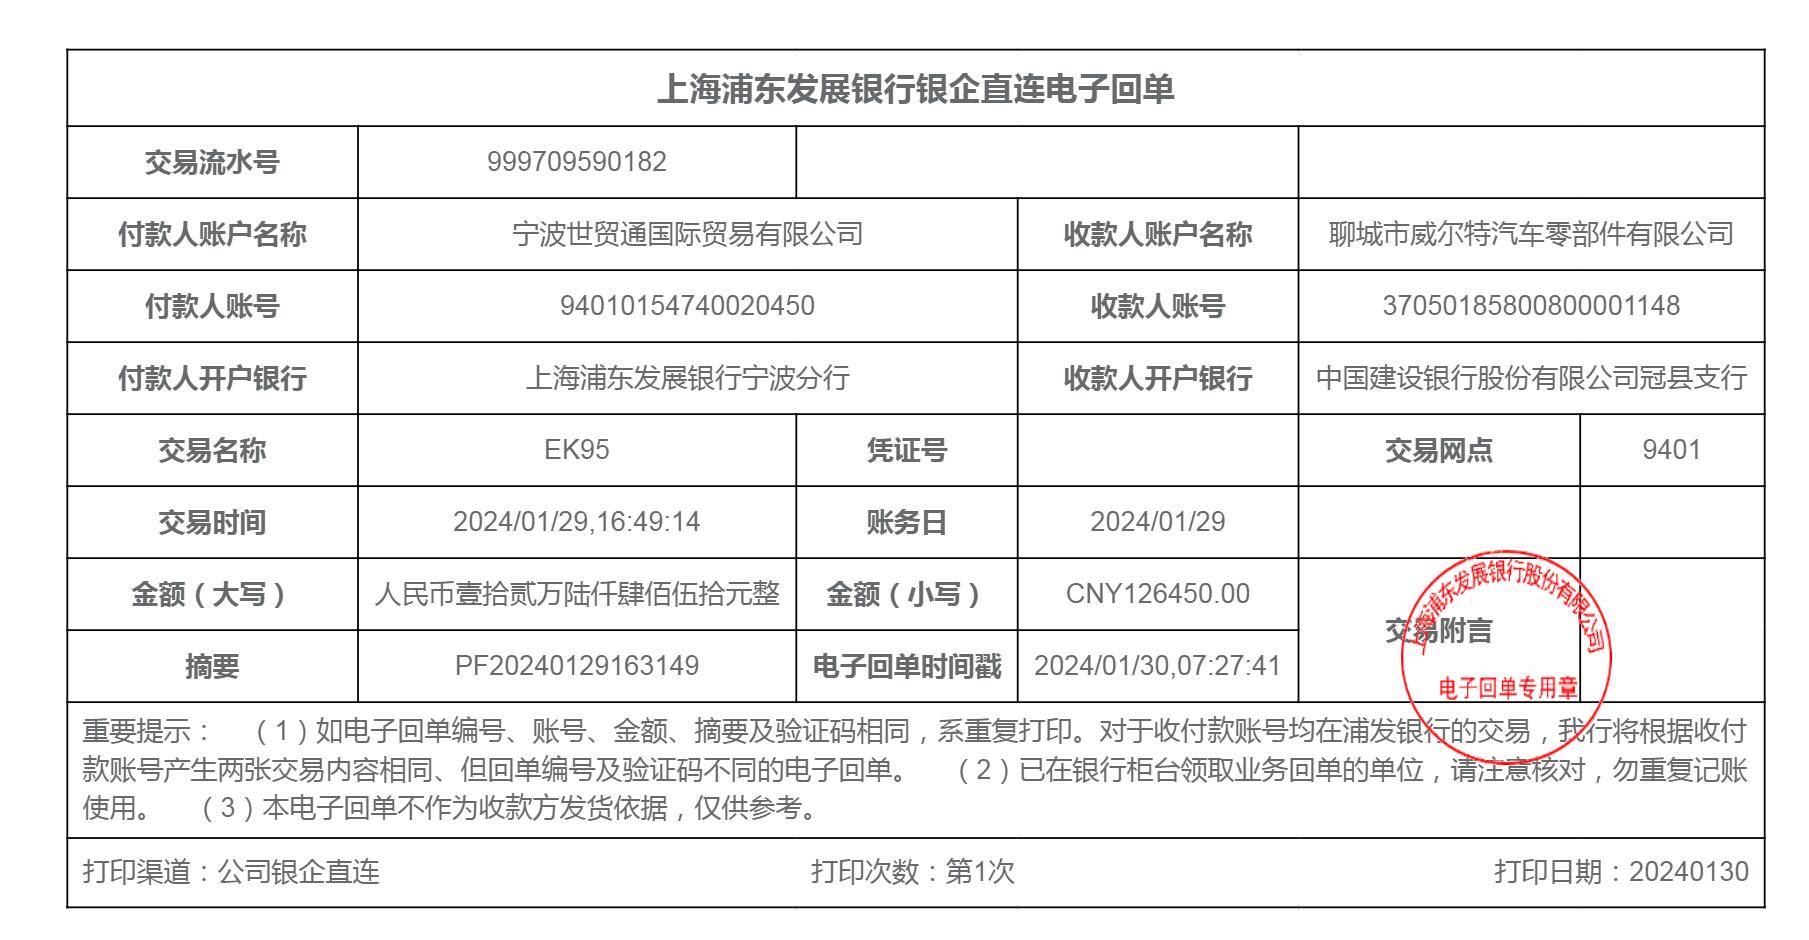 上海浦东发展银行银企直连电子回单
交易流水号 999709590182
付款人账户名称 宁波世贸通国际贸易有限公司 收款人账户名称 聊城市威尔特汽车零部件有限公司
付款人账号 94010154740020450 收款人账号 37050185800800001148
付款人开户银行 上海浦东发展银行宁波分行 收款人开户银行 中国建设银行股份有限公司冠县支行
交易名称 EK95 凭证号 交易网点 9401
交易时间 2024/01/29,16:49:14 账务日 2024/01/29
金额（大写） 人民币壹拾贰万陆仟肆佰伍拾元整 金额（小写） CNY126450.00
交易附言
摘要 PF20240129163149 电子回单时间戳 2024/01/30,07:27:41
上海浦东发展银行股份有限公司
电子回单专用章
重要提示： （1）如电子回单编号、账号、金额、摘要及验证码相同，系重复打印。对于收付款账号均在浦发银行的交易，我行将根据收付
款账号产生两张交易内容相同、但回单编号及验证码不同的电子回单。 （2）已在银行柜台领取业务回单的单位，请注意核对，勿重复记账
使用。 （3）本电子回单不作为收款方发货依据，仅供参考。
打印渠道：公司银企直连 打印次数：第1次 打印日期：20240130